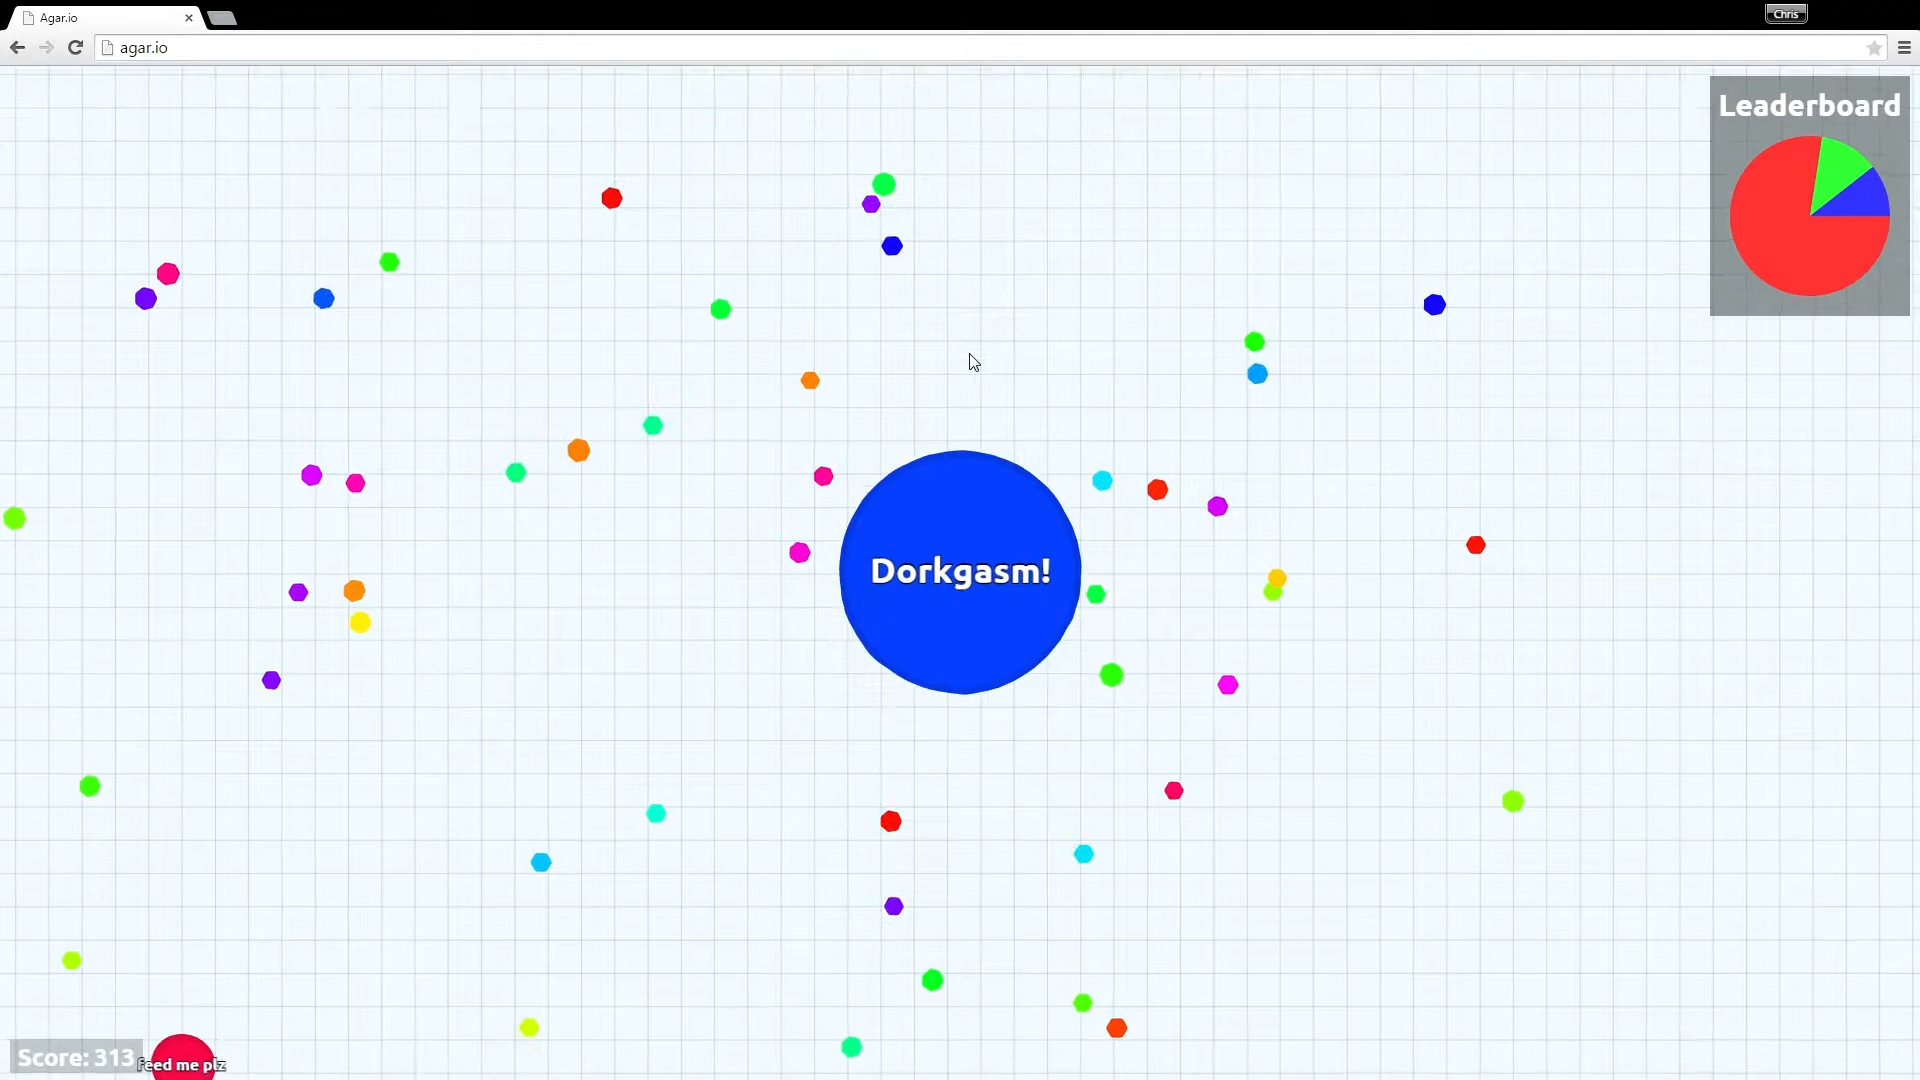 Agar.io
Chris
agar.io
Leaderboard
Dorkgasm!
Score: 313
feed me plz